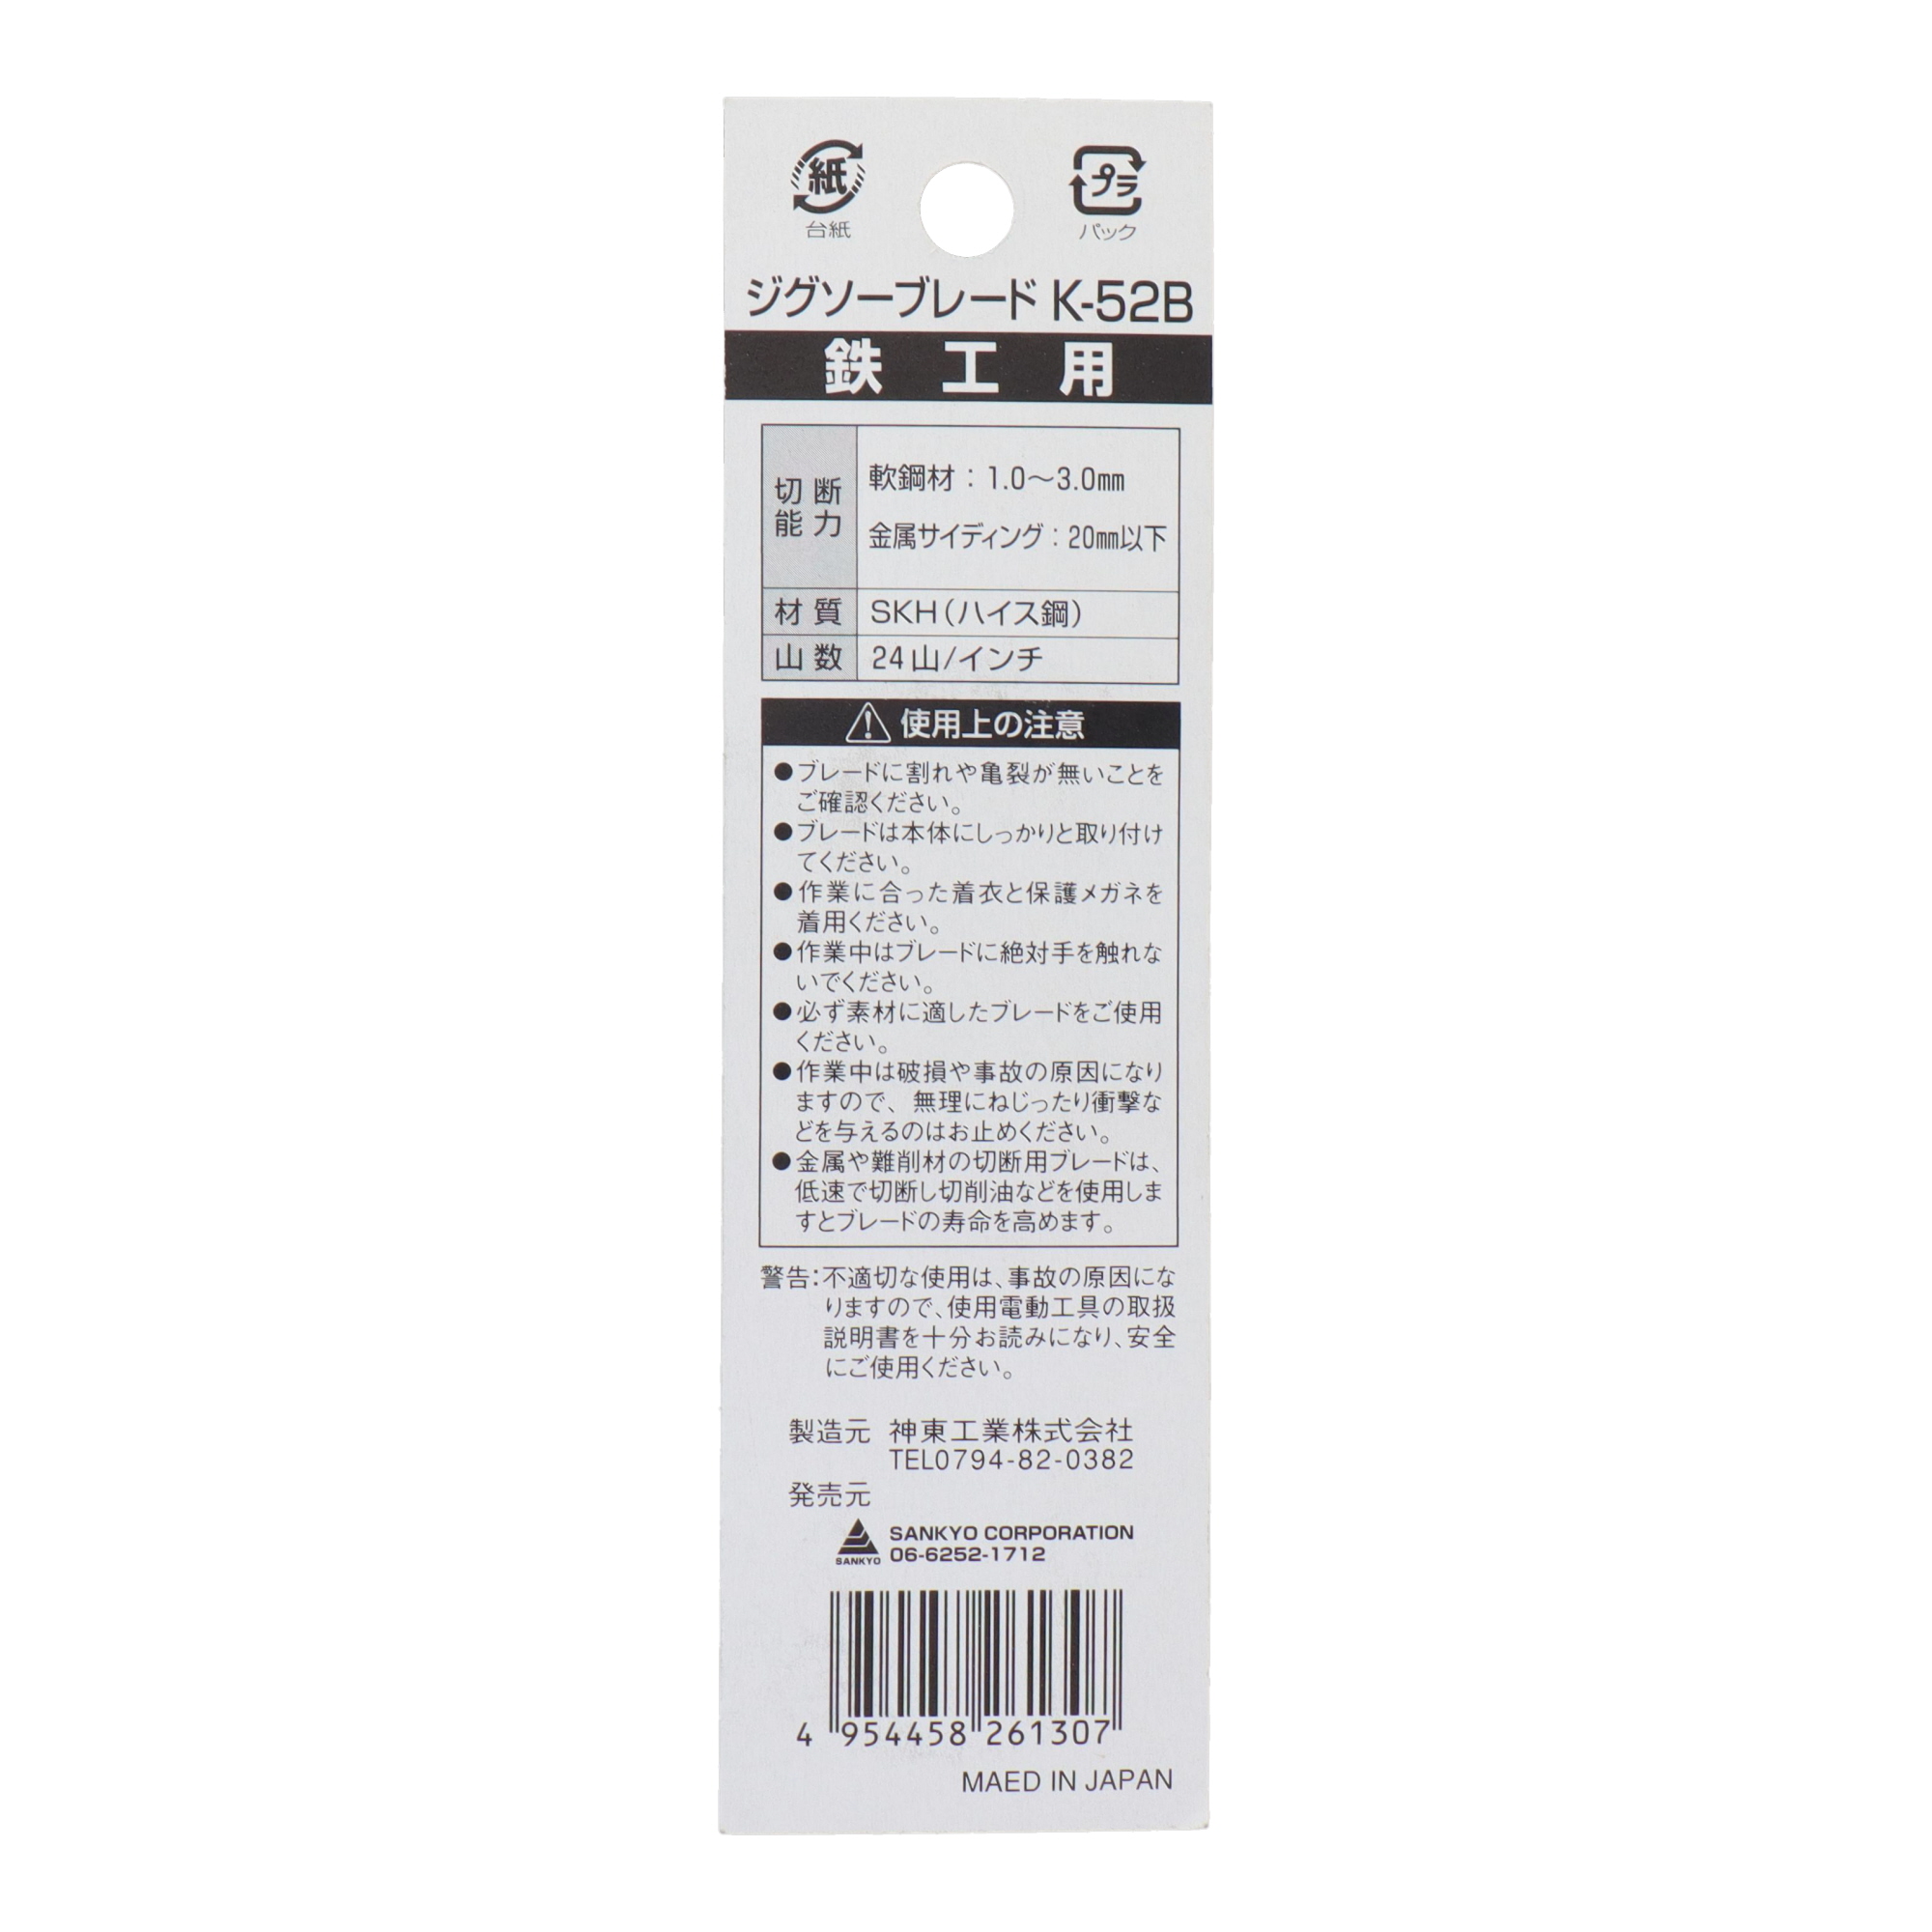 紙
台紙
プラ
パック
ジグソーブレード K-52B
鉄工用
切断能力
軟鋼材：1.0～3.0㎜
金属サイディング：20㎜以下
材質 SKH（ハイス鋼）
山数 24山/インチ
使用上の注意
●ブレードに割れや亀裂が無いことを
ご確認ください。
●ブレードは本体にしっかりと取り付け
てください。
●作業に合った着衣と保護メガネを
着用ください。
●作業中はブレードに絶対手を触れな
いでください。
●必ず素材に適したブレードをご使用
ください。
●作業中は破損や事故の原因になり
ますので、無理にねじったり衝撃な
どを与えるのはお止めください。
●金属や難削材の切断用ブレードは、
低速で切断し切削油などを使用しま
すとブレードの寿命を高めます。
警告：不適切な使用は、事故の原因にな
りますので、使用電動工具の取扱
説明書を十分お読みになり、安全
にご使用ください。
製造元 神東工業株式会社
TEL0794-82-0382
発売元
SANKYO SANKYO CORPORATION
06-6252-1712
4 954458 261307
MAED IN JAPAN